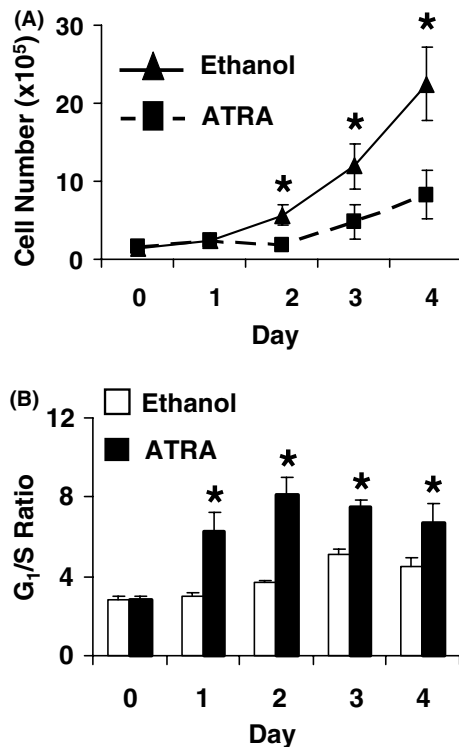 (A)
Cell Number (x10⁵)
30
20
10
0
Ethanol
ATRA
*
*
*
0 1 2 3 4
Day
(B)
G₁/S Ratio
12
8
4
0
Ethanol
ATRA
*
*
*
*
0 1 2 3 4
Day